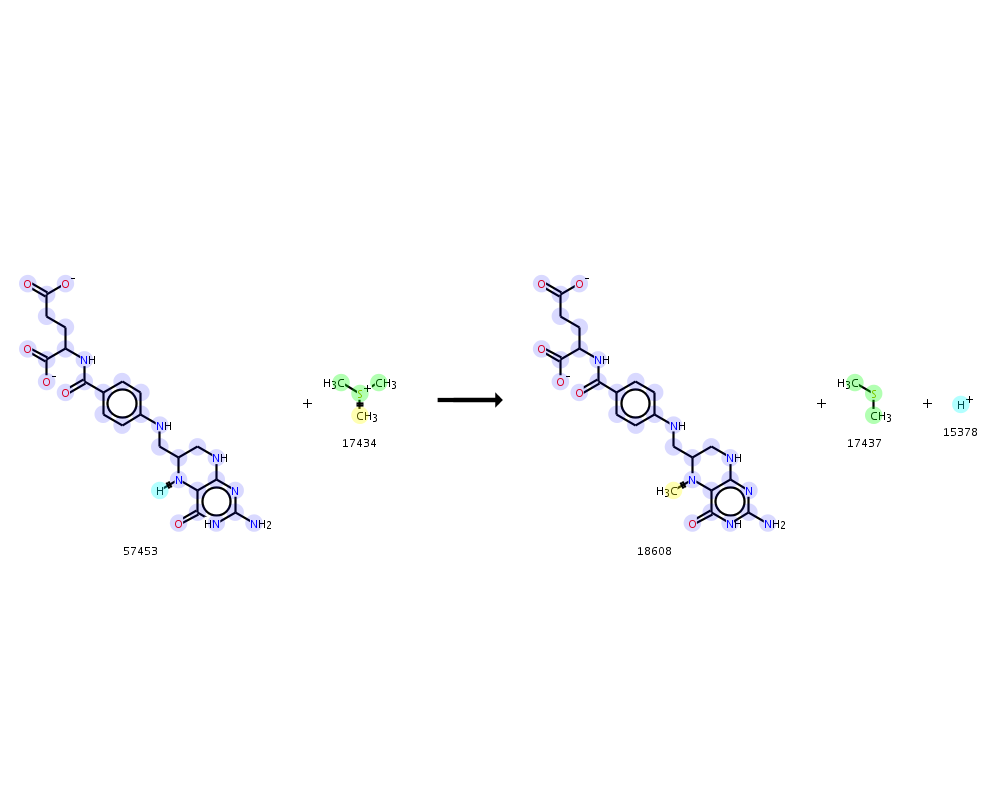 O O⁻ O⁻
O O
O NH O NH
O⁻ O⁻
O H₃C S⁺ CH₃ O H₃C S
CH₃ CH₃
+ + + H⁺
NH NH
17434 17437 15378
NH NH
N N
H N H₃C N
O HN NH₂ O NH NH₂
57453 18608